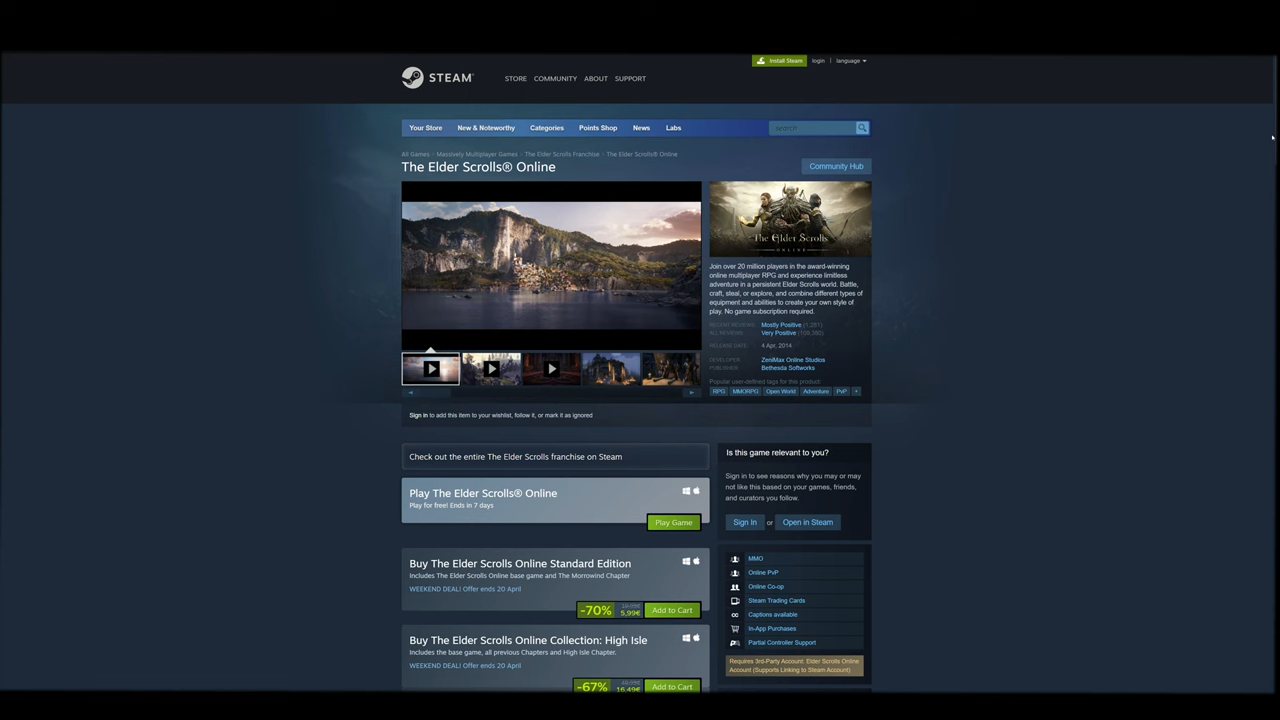 Install Steam
login
language
STEAM
STORE COMMUNITY ABOUT SUPPORT
Your Store New & Noteworthy Categories Points Shop News Labs
search
All Games > Massively Multiplayer Games > The Elder Scrolls Franchise > The Elder Scrolls® Online
The Elder Scrolls® Online
Community Hub
The Elder Scrolls
ONLINE
Join over 20 million players in the award-winning
online multiplayer RPG and experience limitless
adventure in a persistent Elder Scrolls world. Battle,
craft, steal, or explore, and combine different types of
equipment and abilities to create your own style of
play. No game subscription required.
RECENT REVIEWS: Mostly Positive (1,281)
ALL REVIEWS: Very Positive
RELEASE DATE: 4 Apr, 2014
DEVELOPER: ZeniMax Online Studios
PUBLISHER: Bethesda Softworks
Popular user-defined tags for this product:
RPG MMORPG Open World Adventure PvP +
Sign in to add this item to your wishlist, follow it, or mark it as ignored
Check out the entire The Elder Scrolls franchise on Steam
Play The Elder Scrolls® Online
Play for free! Ends in 7 days
Play Game
Buy The Elder Scrolls Online Standard Edition
Includes The Elder Scrolls Online base game and The Morrowind Chapter
WEEKEND DEAL! Offer ends 20 April
-70% 19,99€ 5,99€ Add to Cart
Buy The Elder Scrolls Online Collection: High Isle
Includes the base game, all previous Chapters and High Isle Chapter.
WEEKEND DEAL! Offer ends 20 April
-67% 49,99€ 16,49€ Add to Cart
Is this game relevant to you?
Sign in to see reasons why you may or may
not like this based on your games, friends,
and curators you follow.
Sign In or Open in Steam
MMO
Online PvP
Online Co-op
Steam Trading Cards
Captions available
In-App Purchases
Partial Controller Support
Requires 3rd-Party Account: Elder Scrolls Online
Account (Supports Linking to Steam Account)